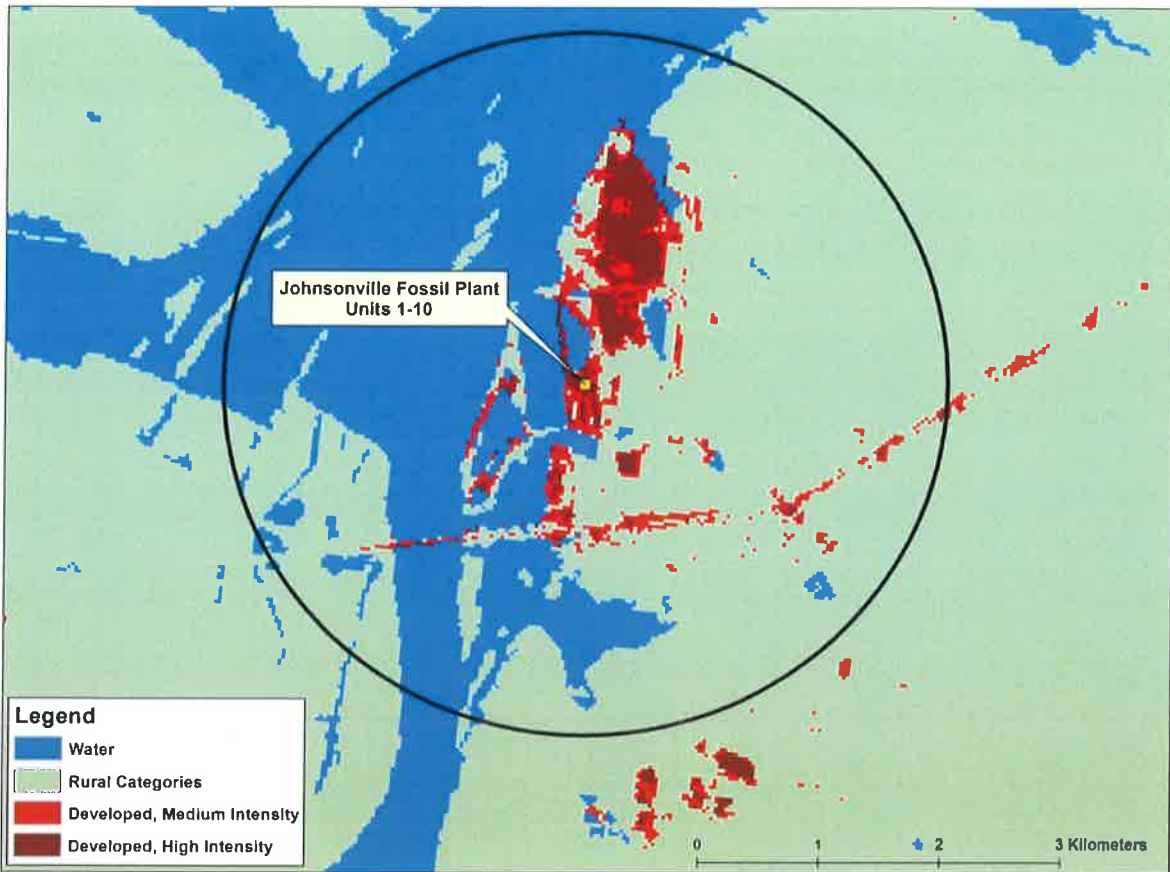 Johnsonville Fossil Plant
Units 1-10
Legend
Water
Rural Categories
Developed, Medium Intensity
Developed, High Intensity
0 1 2 3 Kilometers